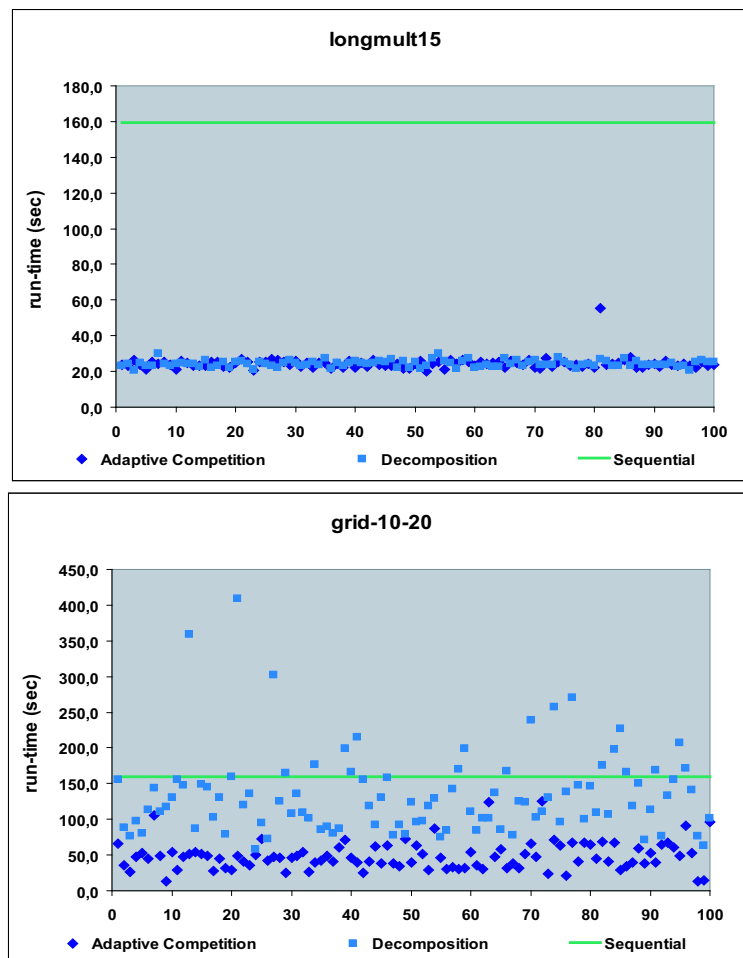 longmult15
180,0
160,0
140,0
120,0
100,0
80,0
60,0
40,0
20,0
0,0
run-time (sec)
0 10 20 30 40 50 60 70 80 90 100
Adaptive Competition Decomposition Sequential
grid-10-20
450,0
400,0
350,0
300,0
250,0
200,0
150,0
100,0
50,0
0,0
run-time (sec)
0 10 20 30 40 50 60 70 80 90 100
Adaptive Competition Decomposition Sequential